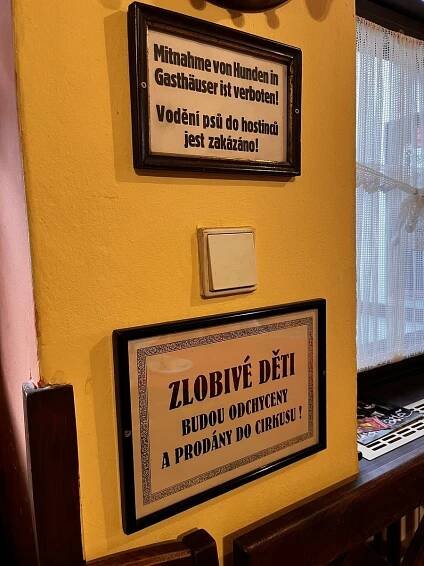 Mitnahme von Hunden in
Gasthäuser ist verboten!
Vodění psů do hostinců
jest zakázáno!
ZLOBIVÉ DĚTI
BUDOU ODCHYCENY
A PRODÁNY DO CIRKUSU!